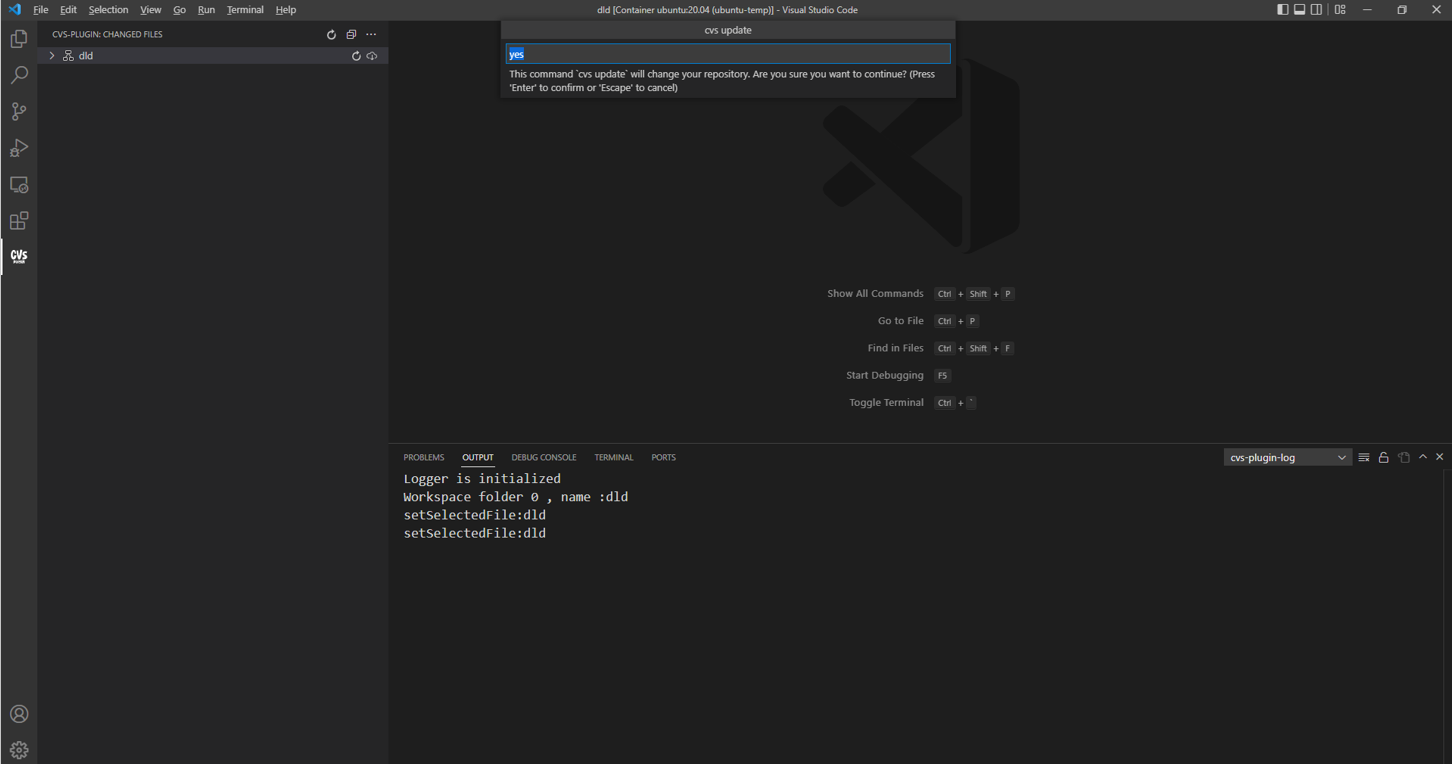 File Edit Selection View Go Run Terminal Help
dld [Container ubuntu:20.04 (ubuntu-temp)] - Visual Studio Code
CVS-PLUGIN: CHANGED FILES
dld
CVs
cvs update
yes
This command `cvs update` will change your repository. Are you sure you want to continue? (Press
'Enter' to confirm or 'Escape' to cancel)
Show All Commands Ctrl + Shift + P
Go to File Ctrl + P
Find in Files Ctrl + Shift + F
Start Debugging F5
Toggle Terminal Ctrl + `
PROBLEMS OUTPUT DEBUG CONSOLE TERMINAL PORTS
cvs-plugin-log
Logger is initialized
Workspace folder 0 , name :dld
setSelectedFile:dld
setSelectedFile:dld